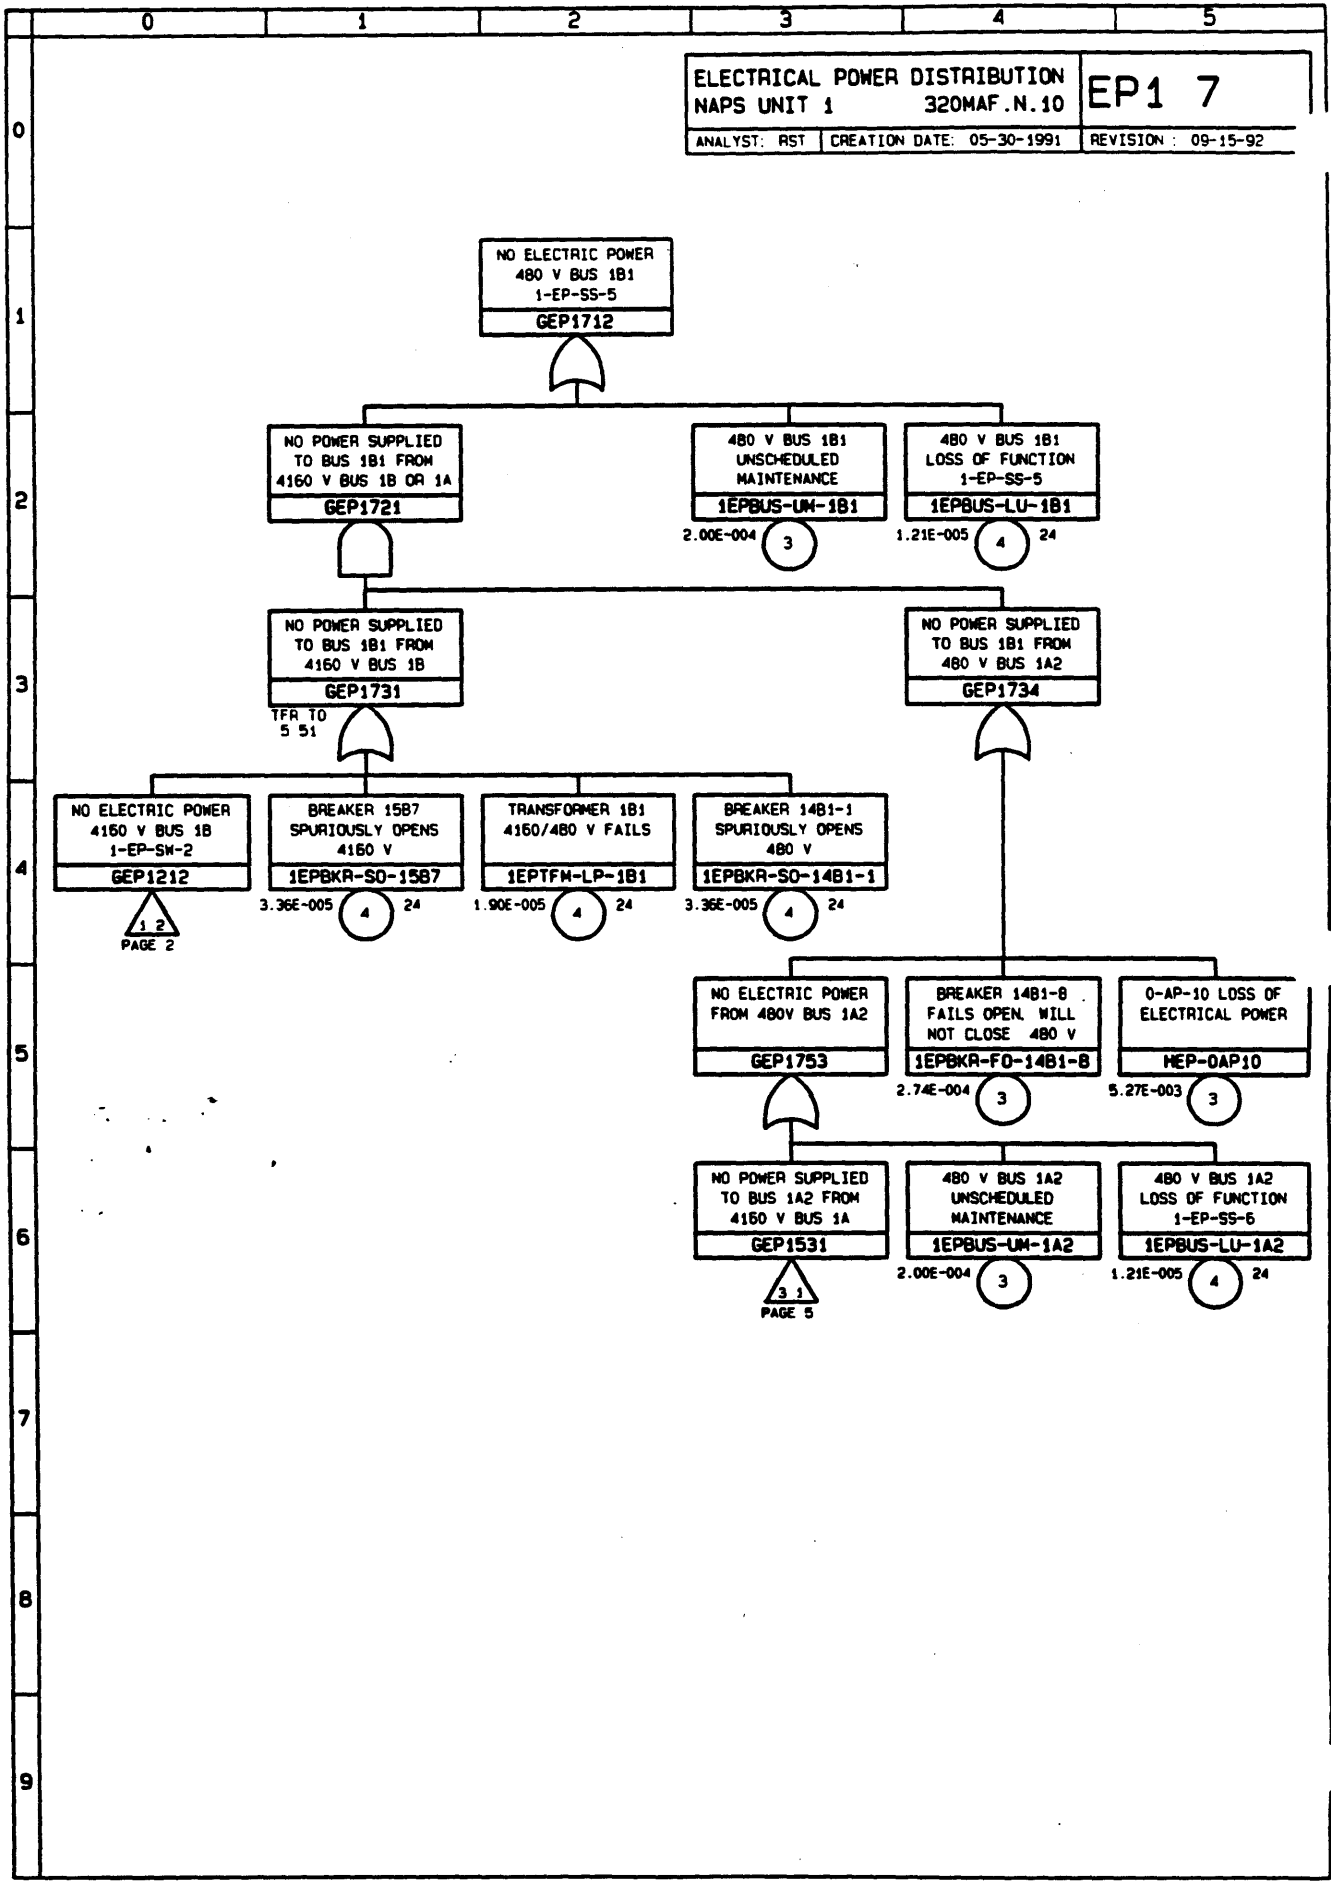 0 1 2 3 4 5
ELECTRICAL POWER DISTRIBUTION
NAPS UNIT 1 320MAF.N.10
EP1 7
ANALYST: RST CREATION DATE: 05-30-1991 REVISION : 09-15-92
0
NO ELECTRIC POWER
480 V BUS 1B1
1-EP-SS-5
GEP1712
1
NO POWER SUPPLIED
TO BUS 1B1 FROM
4160 V BUS 1B OR 1A
GEP1721
480 V BUS 1B1
UNSCHEDULED
MAINTENANCE
1EPBUS-UM-1B1
2.00E-004 3
480 V BUS 1B1
LOSS OF FUNCTION
1-EP-SS-5
1EPBUS-LU-1B1
1.21E-005 4 24
2
NO POWER SUPPLIED
TO BUS 1B1 FROM
4160 V BUS 1B
GEP1731
TFR TO
5 51
NO POWER SUPPLIED
TO BUS 1B1 FROM
480 V BUS 1A2
GEP1734
3
NO ELECTRIC POWER
4160 V BUS 1B
1-EP-SW-2
GEP1212
1 2
PAGE 2
BREAKER 15B7
SPURIOUSLY OPENS
4160 V
1EPBKR-SO-15B7
3.36E-005 4 24
TRANSFORMER 1B1
4160/480 V FAILS
1EPTFM-LP-1B1
1.90E-005 4 24
BREAKER 14B1-1
SPURIOUSLY OPENS
480 V
1EPBKR-SO-14B1-1
3.36E-005 4 24
4
NO ELECTRIC POWER
FROM 480V BUS 1A2
GEP1753
BREAKER 14B1-8
FAILS OPEN. WILL
NOT CLOSE 480 V
1EPBKR-FO-14B1-8
2.74E-004 3
0-AP-10 LOSS OF
ELECTRICAL POWER
HEP-0AP10
5.27E-003 3
5
NO POWER SUPPLIED
TO BUS 1A2 FROM
4160 V BUS 1A
GEP1531
3 1
PAGE 5
480 V BUS 1A2
UNSCHEDULED
MAINTENANCE
1EPBUS-UM-1A2
2.00E-004 3
480 V BUS 1A2
LOSS OF FUNCTION
1-EP-SS-6
1EPBUS-LU-1A2
1.21E-005 4 24
6
7
8
9